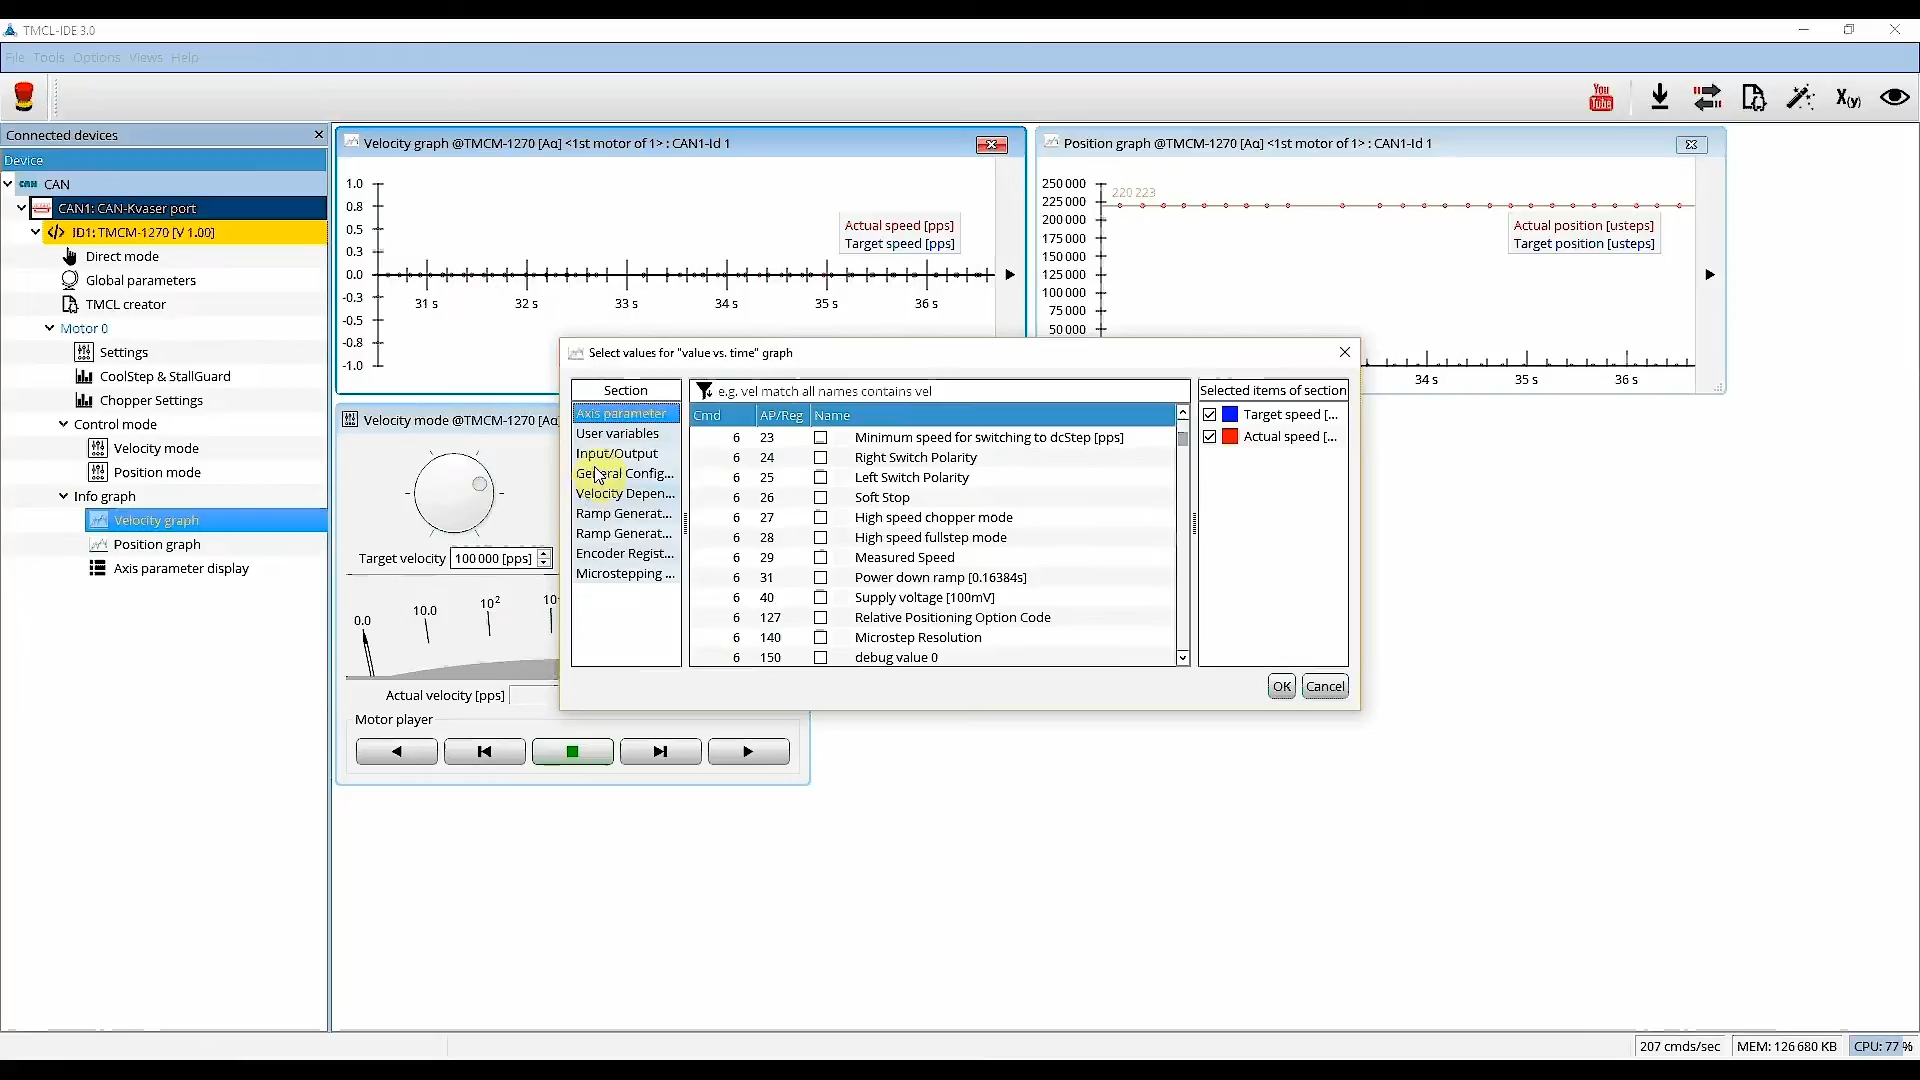 TMCL-IDE 3.0
File Tools Options Views Help
You
Tube
X(y)
Connected devices
Device
CAN
CAN1: CAN-Kvaser port
ID1: TMCM-1270 [V 1.00]
Direct mode
Global parameters
TMCL creator
Motor 0
Settings
CoolStep & StallGuard
Chopper Settings
Control mode
Velocity mode
Position mode
Info graph
Velocity graph
Position graph
Axis parameter display
Velocity graph @TMCM-1270 [Aα] <1st motor of 1> : CAN1-Id 1
1.0
0.8
0.5
0.3
0.0
-0.3
-0.5
-0.8
-1.0
31 s 32 s 33 s 34 s 35 s 36 s
Actual speed [pps]
Target speed [pps]
Position graph @TMCM-1270 [Aα] <1st motor of 1> : CAN1-Id 1
250 000
225 000
200 000
175 000
150 000
125 000
100 000
75 000
50 000
220 223
Actual position [usteps]
Target position [usteps]
34 s 35 s 36 s
Velocity mode @TMCM-1270 [Aα]
Target velocity 100 000 [pps]
0.0 10.0 10² 10
Actual velocity [pps]
Motor player
Select values for "value vs. time" graph
Section
Axis parameter
User variables
Input/Output
General Config...
Velocity Depen...
Ramp Generat...
Ramp Generat...
Encoder Regist...
Microstepping ...
e.g. vel match all names contains vel
Cmd AP/Reg Name
6 23 Minimum speed for switching to dcStep [pps]
6 24 Right Switch Polarity
6 25 Left Switch Polarity
6 26 Soft Stop
6 27 High speed chopper mode
6 28 High speed fullstep mode
6 29 Measured Speed
6 31 Power down ramp [0.16384s]
6 40 Supply voltage [100mV]
6 127 Relative Positioning Option Code
6 140 Microstep Resolution
6 150 debug value 0
Selected items of section
Target speed [...
Actual speed [...
OK Cancel
207 cmds/sec MEM: 126 680 KB CPU: 77 %